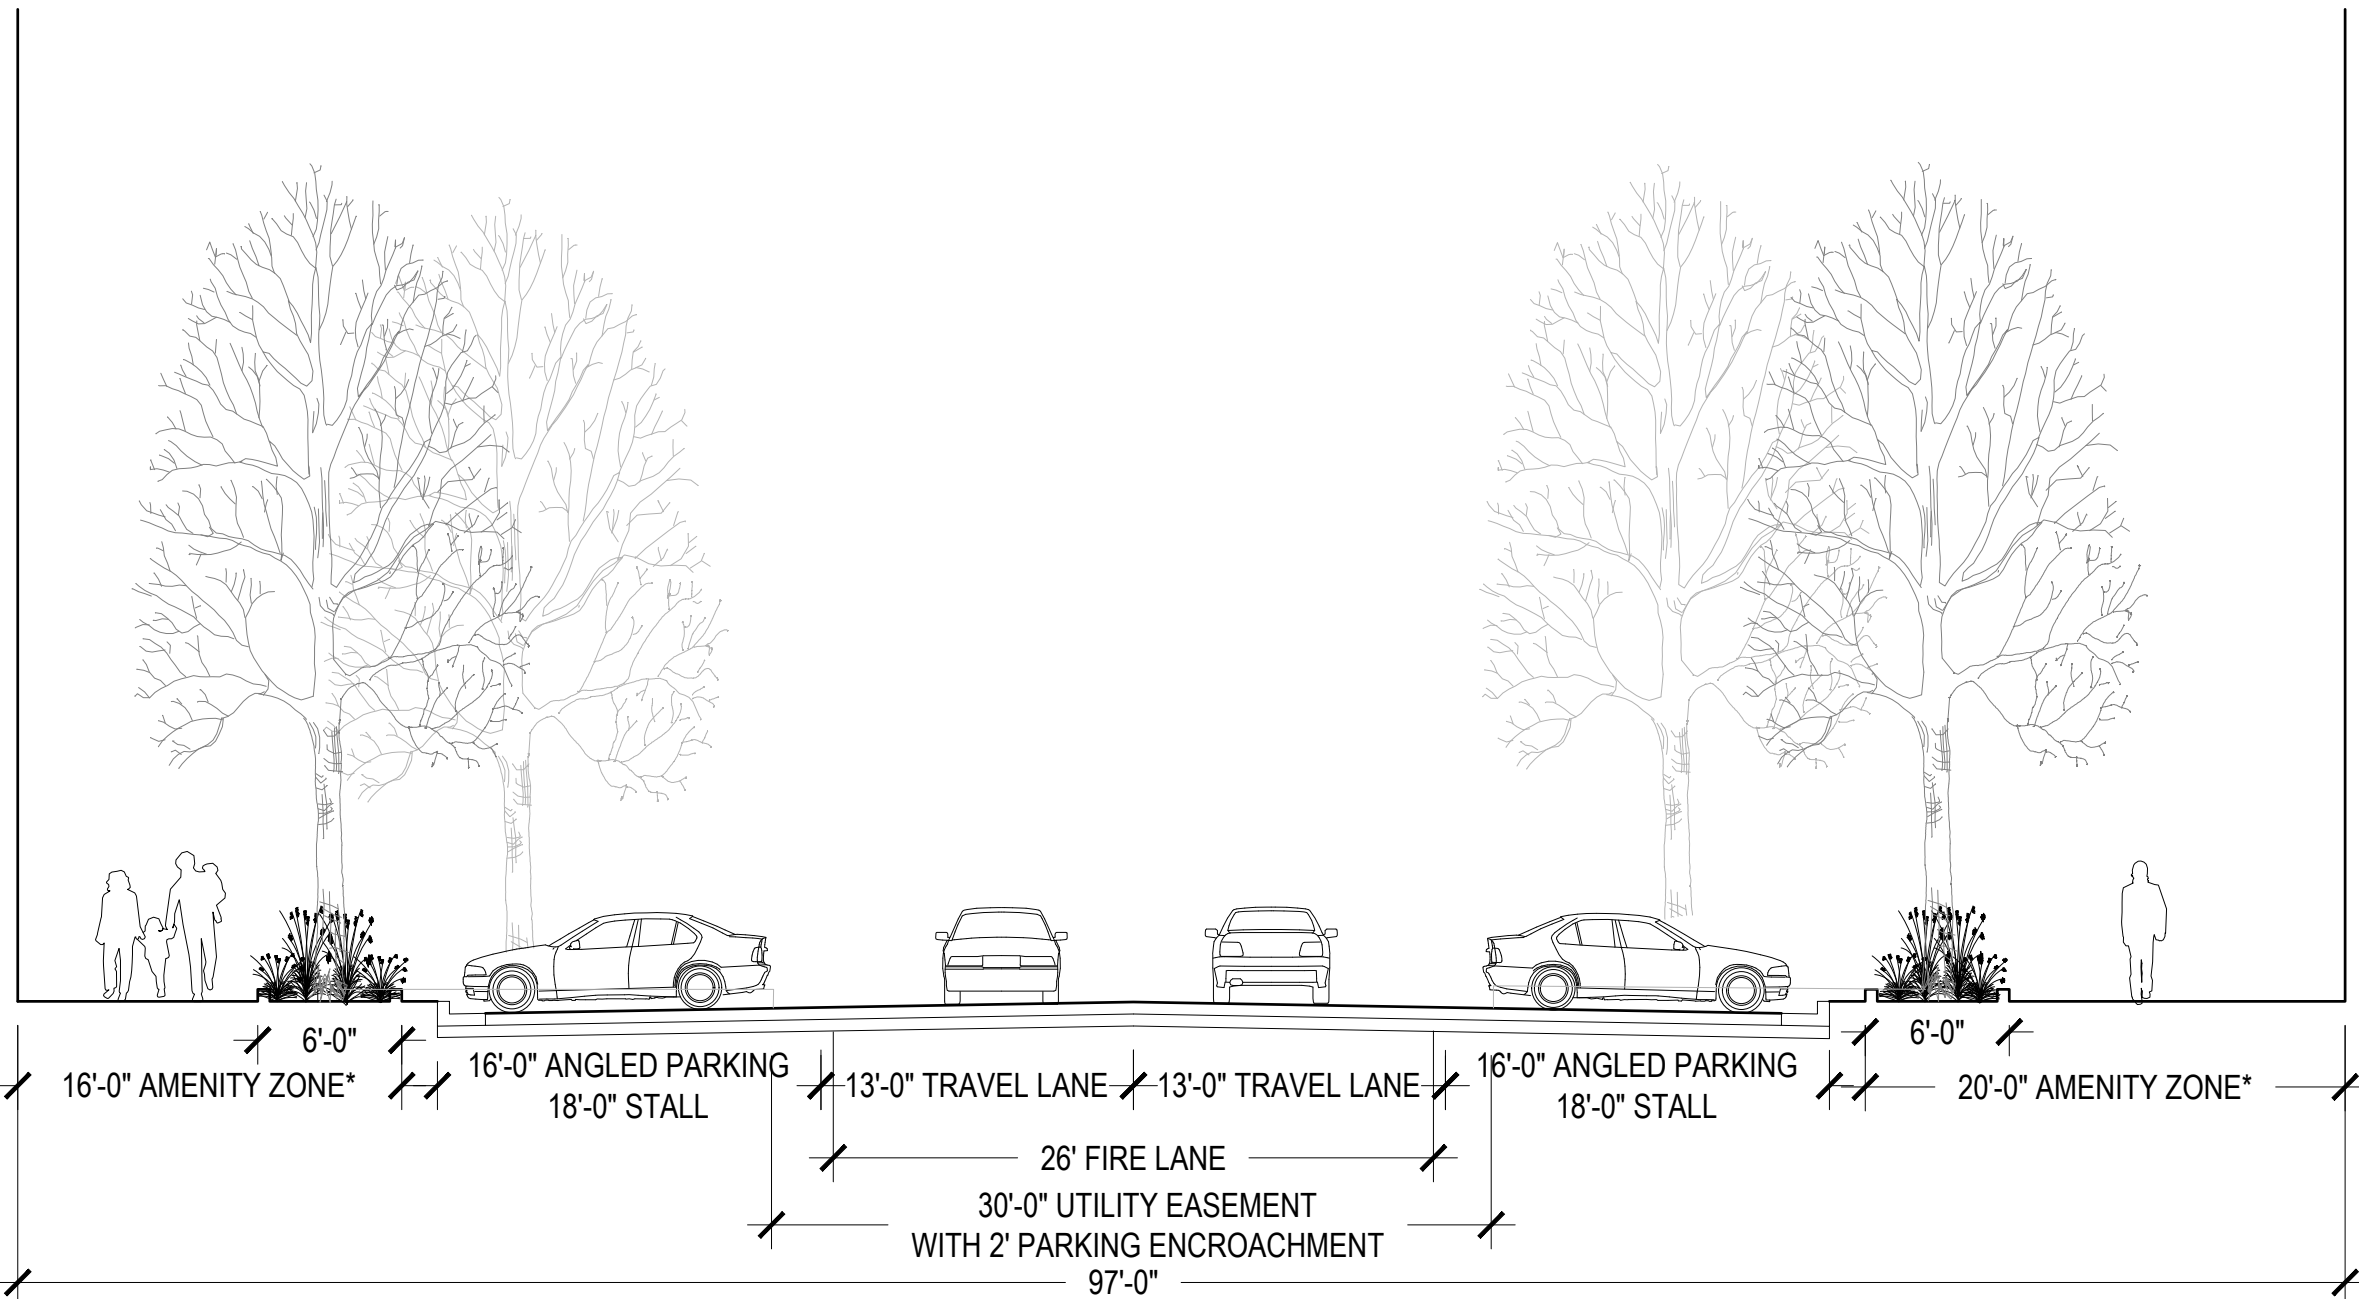 6'-0"
6'-0"
16'-0" AMENITY ZONE*
16'-0" ANGLED PARKING
18'-0" STALL
13'-0" TRAVEL LANE
13'-0" TRAVEL LANE
16'-0" ANGLED PARKING
18'-0" STALL
20'-0" AMENITY ZONE*
26' FIRE LANE
30'-0" UTILITY EASEMENT
WITH 2' PARKING ENCROACHMENT
97'-0"